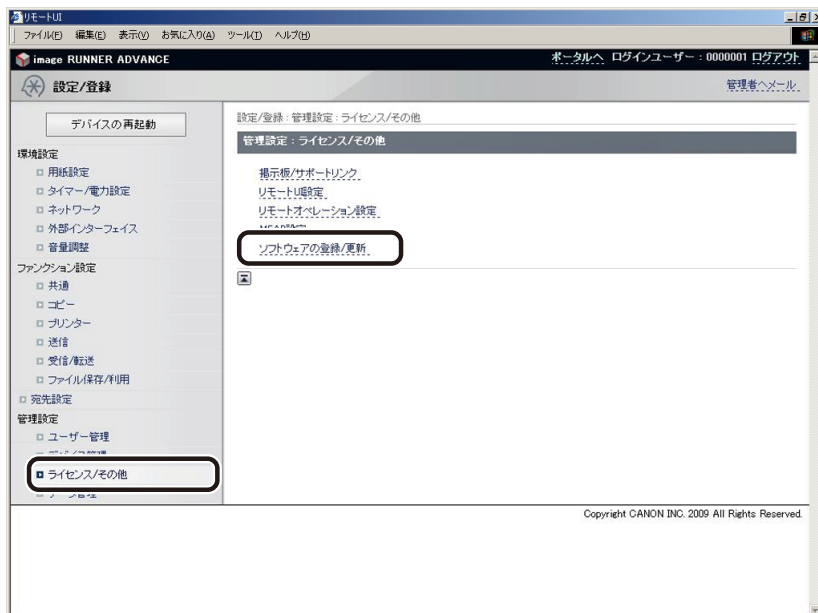 リモートUI
ファイル(F) 編集(E) 表示(V) お気に入り(A) ツール(T) ヘルプ(H)
image RUNNER ADVANCE ポータルへ ログインユーザー：0000001 ログアウト
設定/登録 管理者へメール
デバイスの再起動
環境設定
用紙設定
タイマー/電力設定
ネットワーク
外部インターフェイス
音量調整
ファンクション設定
共通
コピー
プリンター
送信
受信/転送
ファイル保存/利用
宛先設定
管理設定
ユーザー管理
ライセンス/その他
設定/登録：管理設定：ライセンス/その他
管理設定：ライセンス/その他
掲示板/サポートリンク
リモートUI設定
リモートオペレーション設定
ソフトウェアの登録/更新
Copyright CANON INC. 2009 All Rights Reserved.